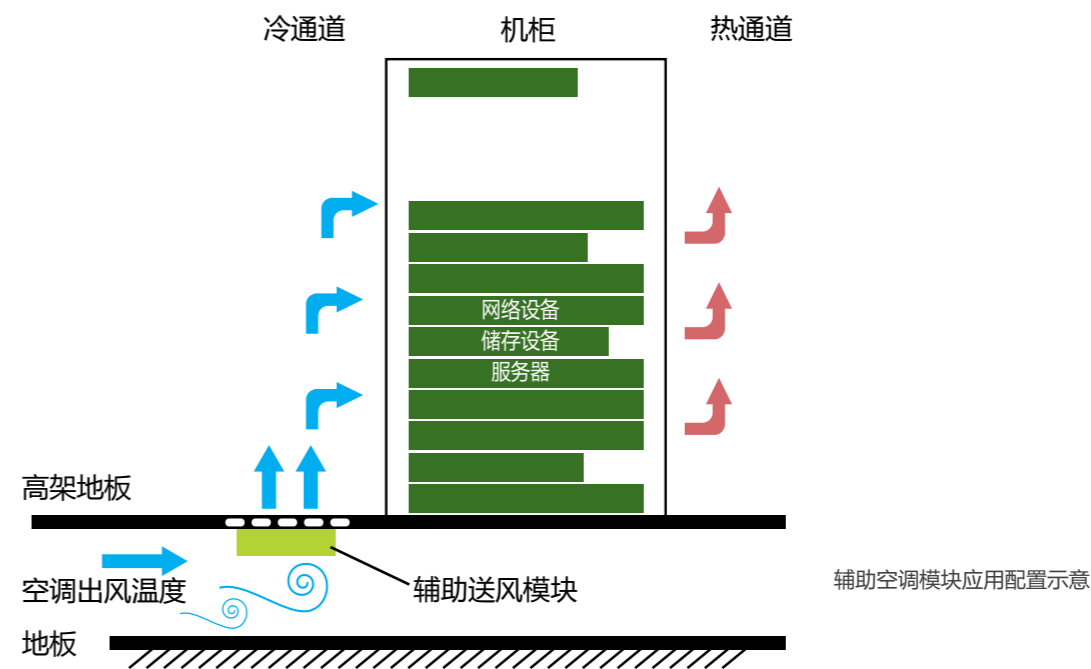 冷通道
机柜
热通道
网络设备
储存设备
服务器
高架地板
空调出风温度
辅助送风模块
辅助空调模块应用配置示意
地板